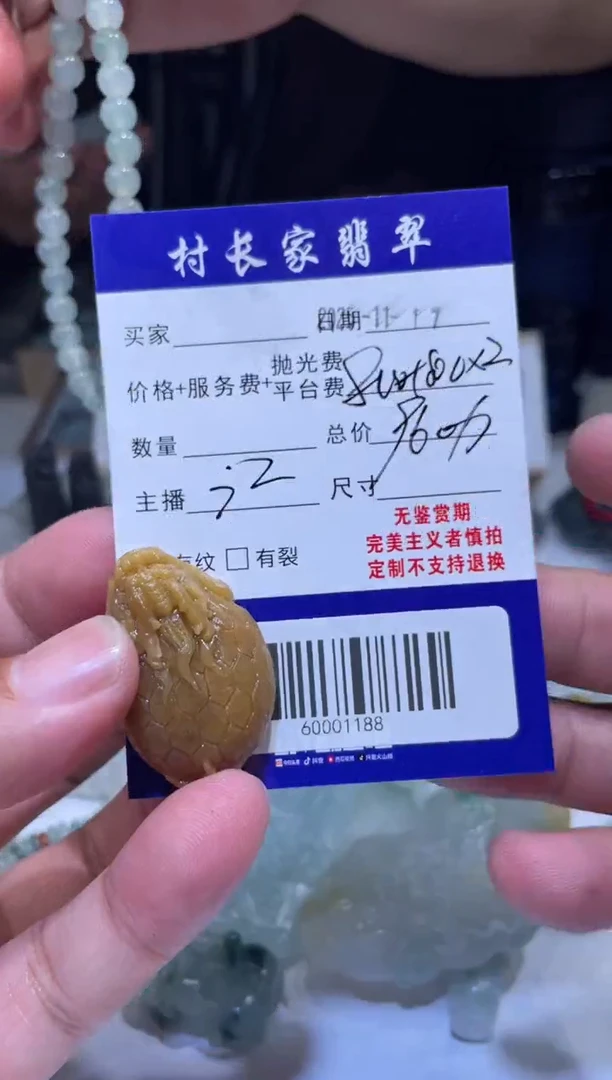 村长家翡翠
买家
日期
抛光费
价格+服务费+平台费
数量
总价
主播 江
尺寸
有纹 □ 有裂
无鉴赏期
完美主义者慎拍
定制不支持退换
60001188